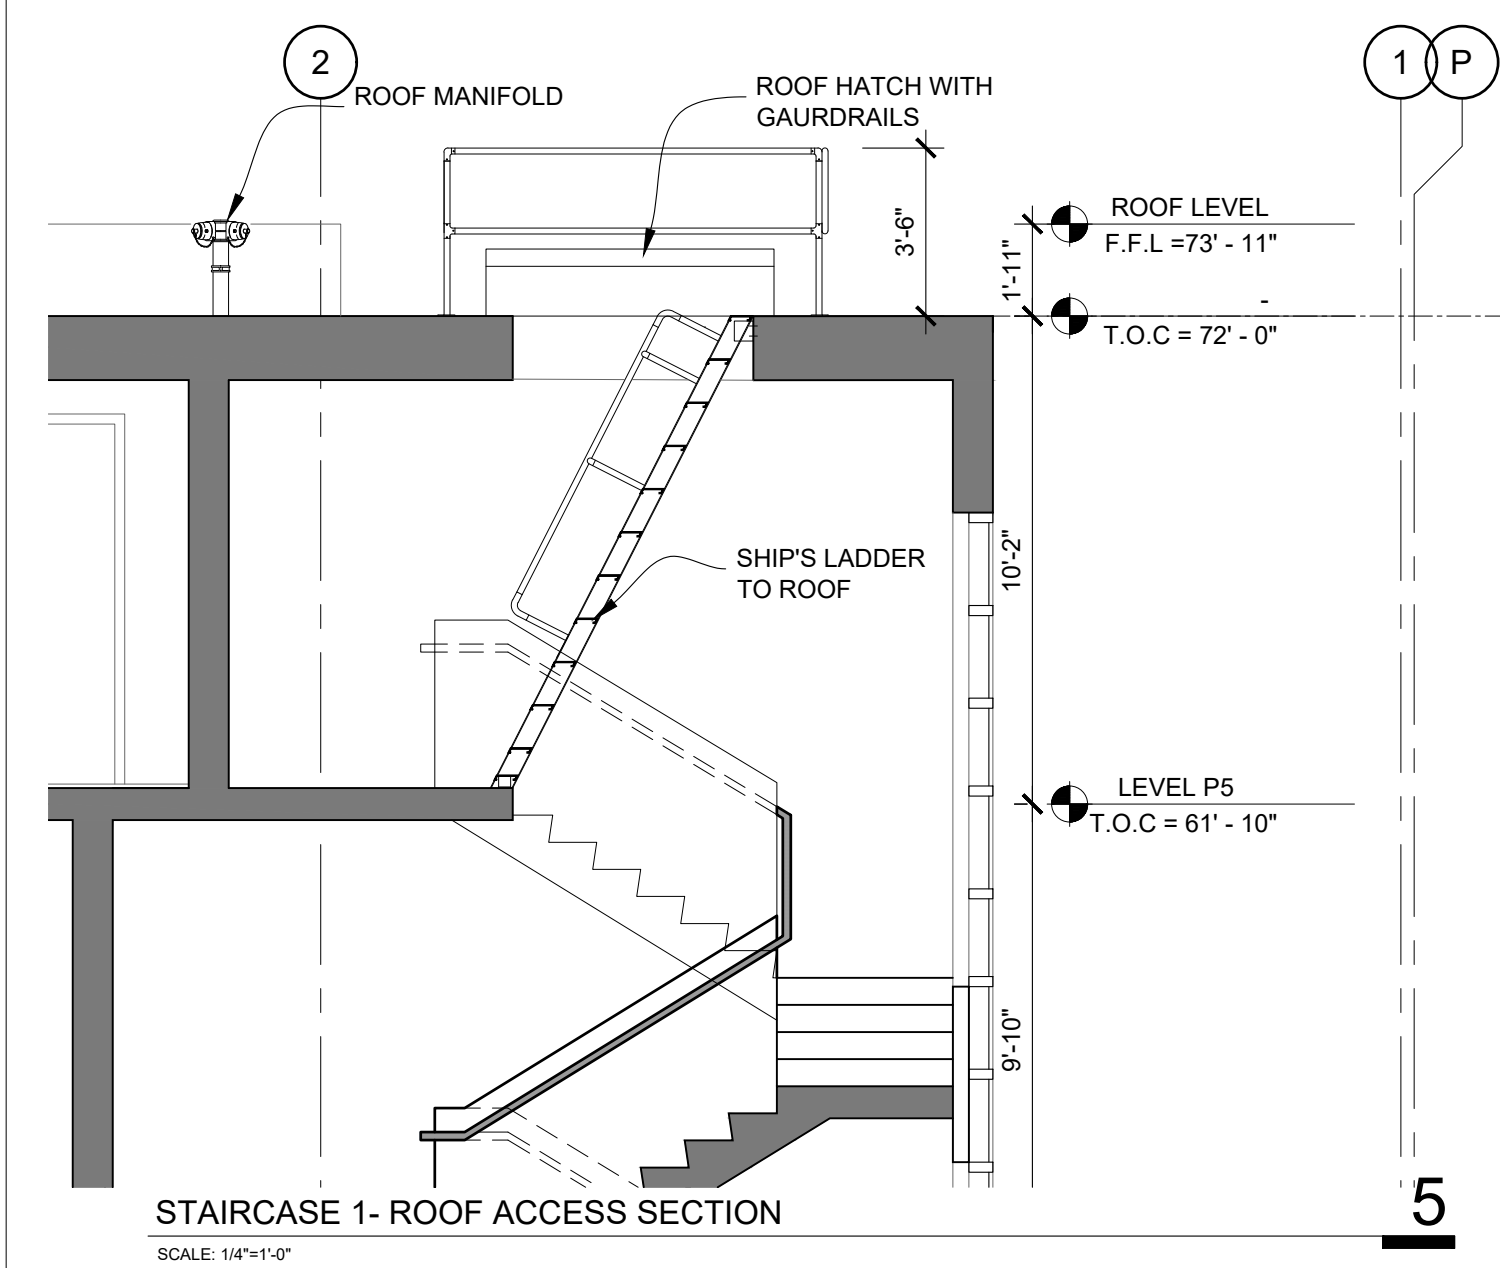 2
1
P
ROOF MANIFOLD
ROOF HATCH WITH
GAURDRAILS
3'-6"
1'-11"
ROOF LEVEL
F.F.L =73' - 11"
-
T.O.C = 72' - 0"
SHIP'S LADDER
TO ROOF
10'-2"
LEVEL P5
T.O.C = 61' - 10"
9'-10"
STAIRCASE 1- ROOF ACCESS SECTION
5
SCALE: 1/4"=1'-0"